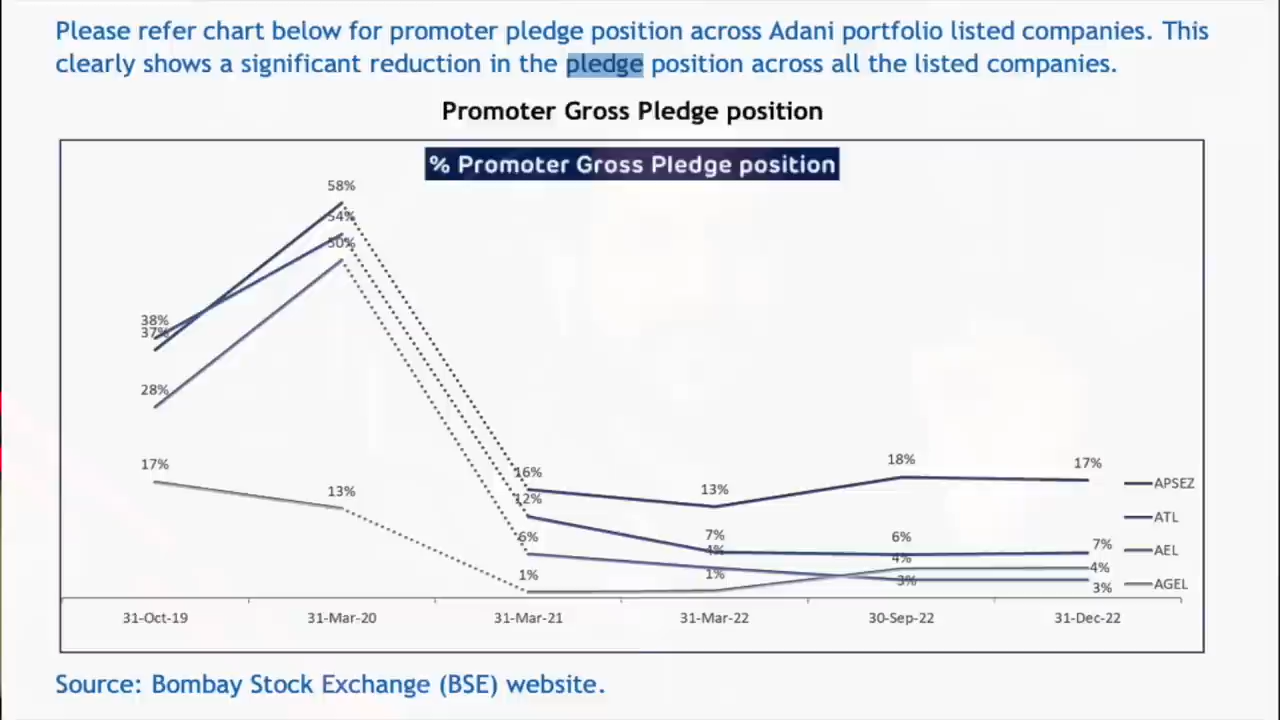 Please refer chart below for promoter pledge position across Adani portfolio listed companies. This
clearly shows a significant reduction in the pledge position across all the listed companies.
Promoter Gross Pledge position
% Promoter Gross Pledge position
58%
54%
50%
38%
37%
28%
17%
13%
16%
12%
6%
1%
13%
7%
4%
1%
18%
6%
4%
3%
17%
7%
4%
3%
APSEZ
ATL
AEL
AGEL
31-Oct-19 31-Mar-20 31-Mar-21 31-Mar-22 30-Sep-22 31-Dec-22
Source: Bombay Stock Exchange (BSE) website.